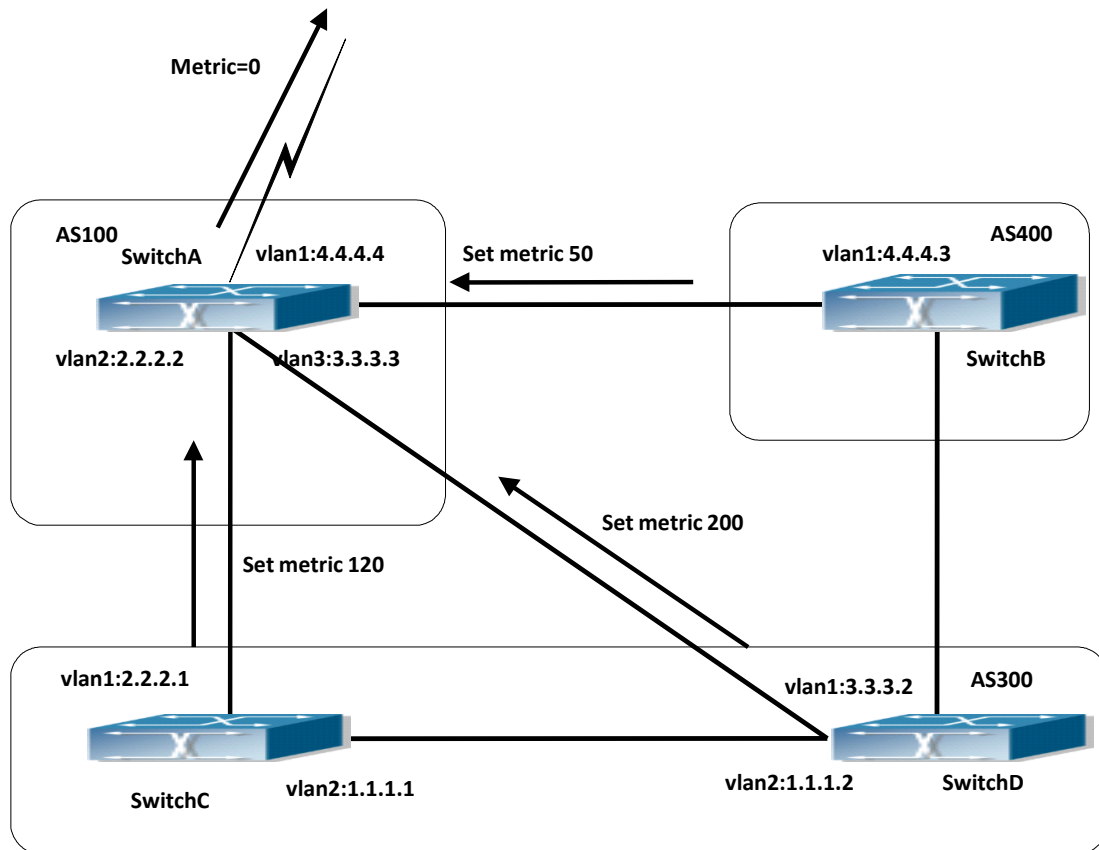 Metric=0
AS100
SwitchA
vlan1:4.4.4.4
Set metric 50
AS400
vlan1:4.4.4.3
vlan2:2.2.2.2
vlan3:3.3.3.3
SwitchB
Set metric 200
Set metric 120
vlan1:2.2.2.1
vlan1:3.3.3.2
AS300
vlan2:1.1.1.1
vlan2:1.1.1.2
SwitchC
SwitchD